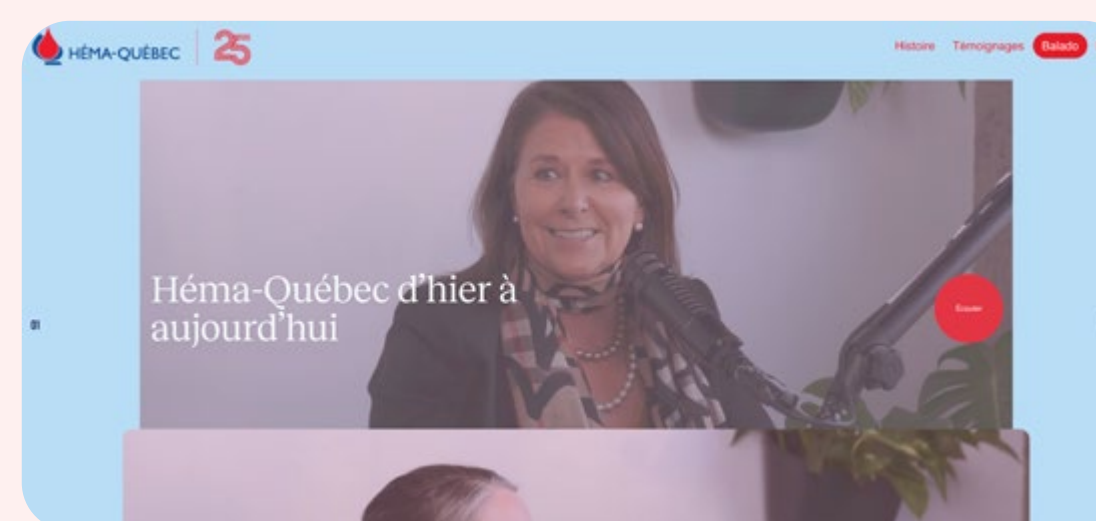 HÉMA-QUÉBEC 25
Histoire Témoignages Balado
Héma-Québec d'hier à
aujourd'hui
01
Écouter